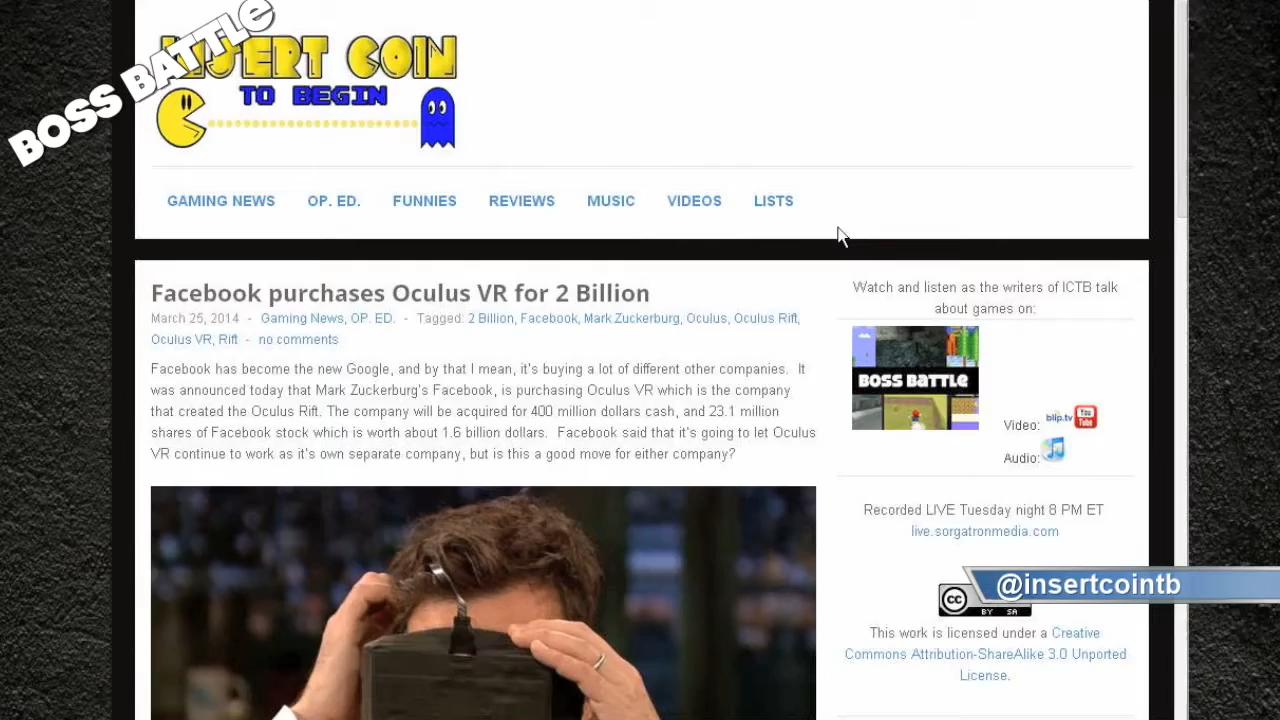 BOSS BATTLE
INSERT COIN
TO BEGIN
GAMING NEWS OP. ED. FUNNIES REVIEWS MUSIC VIDEOS LISTS
Facebook purchases Oculus VR for 2 Billion
March 25, 2014 - Gaming News, OP. ED. - Tagged: 2 Billion, Facebook, Mark Zuckerburg, Oculus, Oculus Rift,
Oculus VR, Rift - no comments
Facebook has become the new Google, and by that I mean, it's buying a lot of different other companies. It
was announced today that Mark Zuckerburg's Facebook, is purchasing Oculus VR which is the company
that created the Oculus Rift. The company will be acquired for 400 million dollars cash, and 23.1 million
shares of Facebook stock which is worth about 1.6 billion dollars. Facebook said that it's going to let Oculus
VR continue to work as it's own separate company, but is this a good move for either company?
Watch and listen as the writers of ICTB talk
about games on:
BOSS BATTLE
Video: blip.tv You Tube
Audio:
Recorded LIVE Tuesday night 8 PM ET
live.sorgatronmedia.com
@insertcointb
cc
BY SA
This work is licensed under a Creative
Commons Attribution-ShareAlike 3.0 Unported
License.